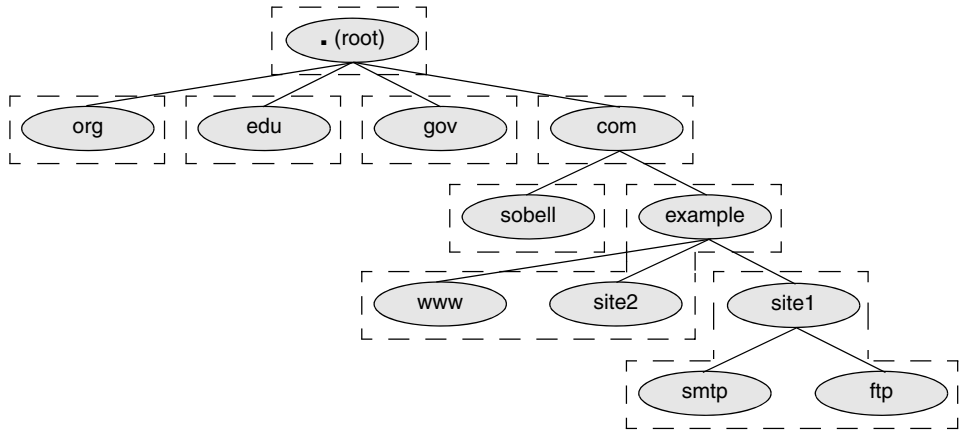 . (root)
org edu gov com
sobell example
www site2 site1
smtp ftp